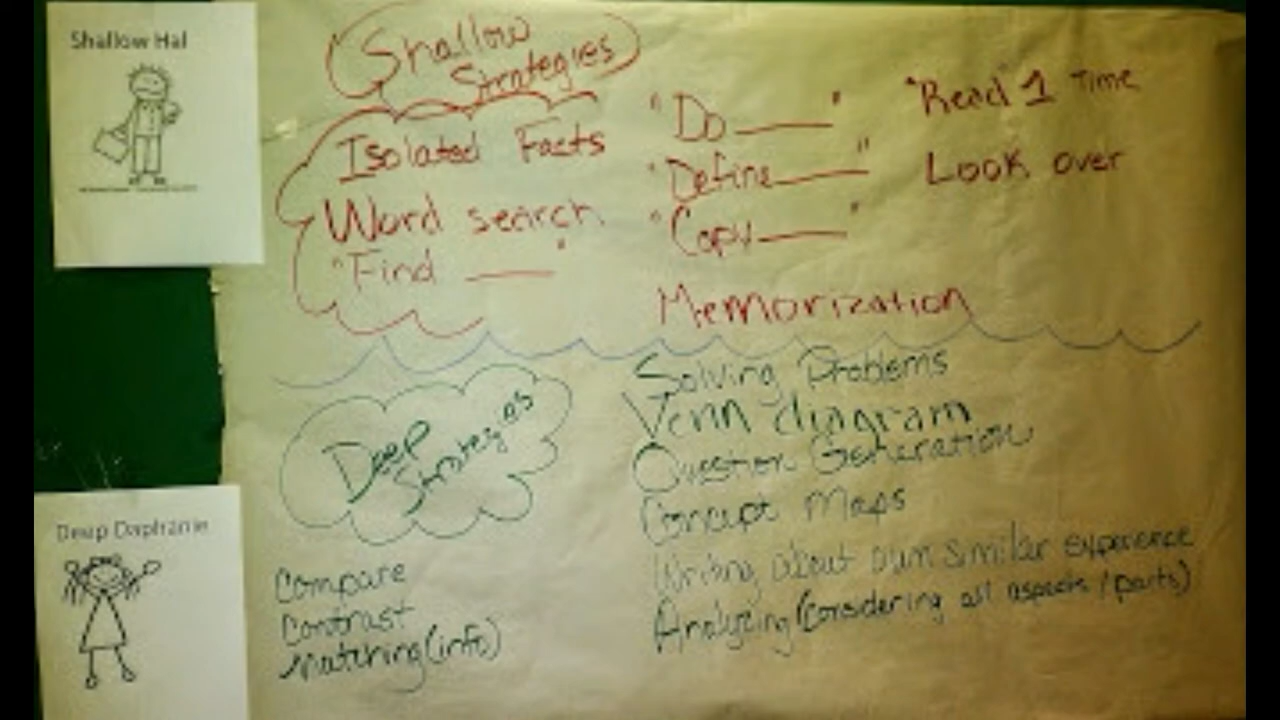 Shallow Hal
Shallow
Strategies
Isolated Facts
Word search
"Find ____"
"Do ____"
"Define ____"
"Copy ____"
Memorization
"Read 1 Time
Look over
Deep Daphanie
Deep
Strategies
Compare
Contrast
Matching (info)
Solving Problems
Venn diagram
Question Generation
Concept Maps
Writing about own similar experience
Analyzing (considering all aspects / parts)